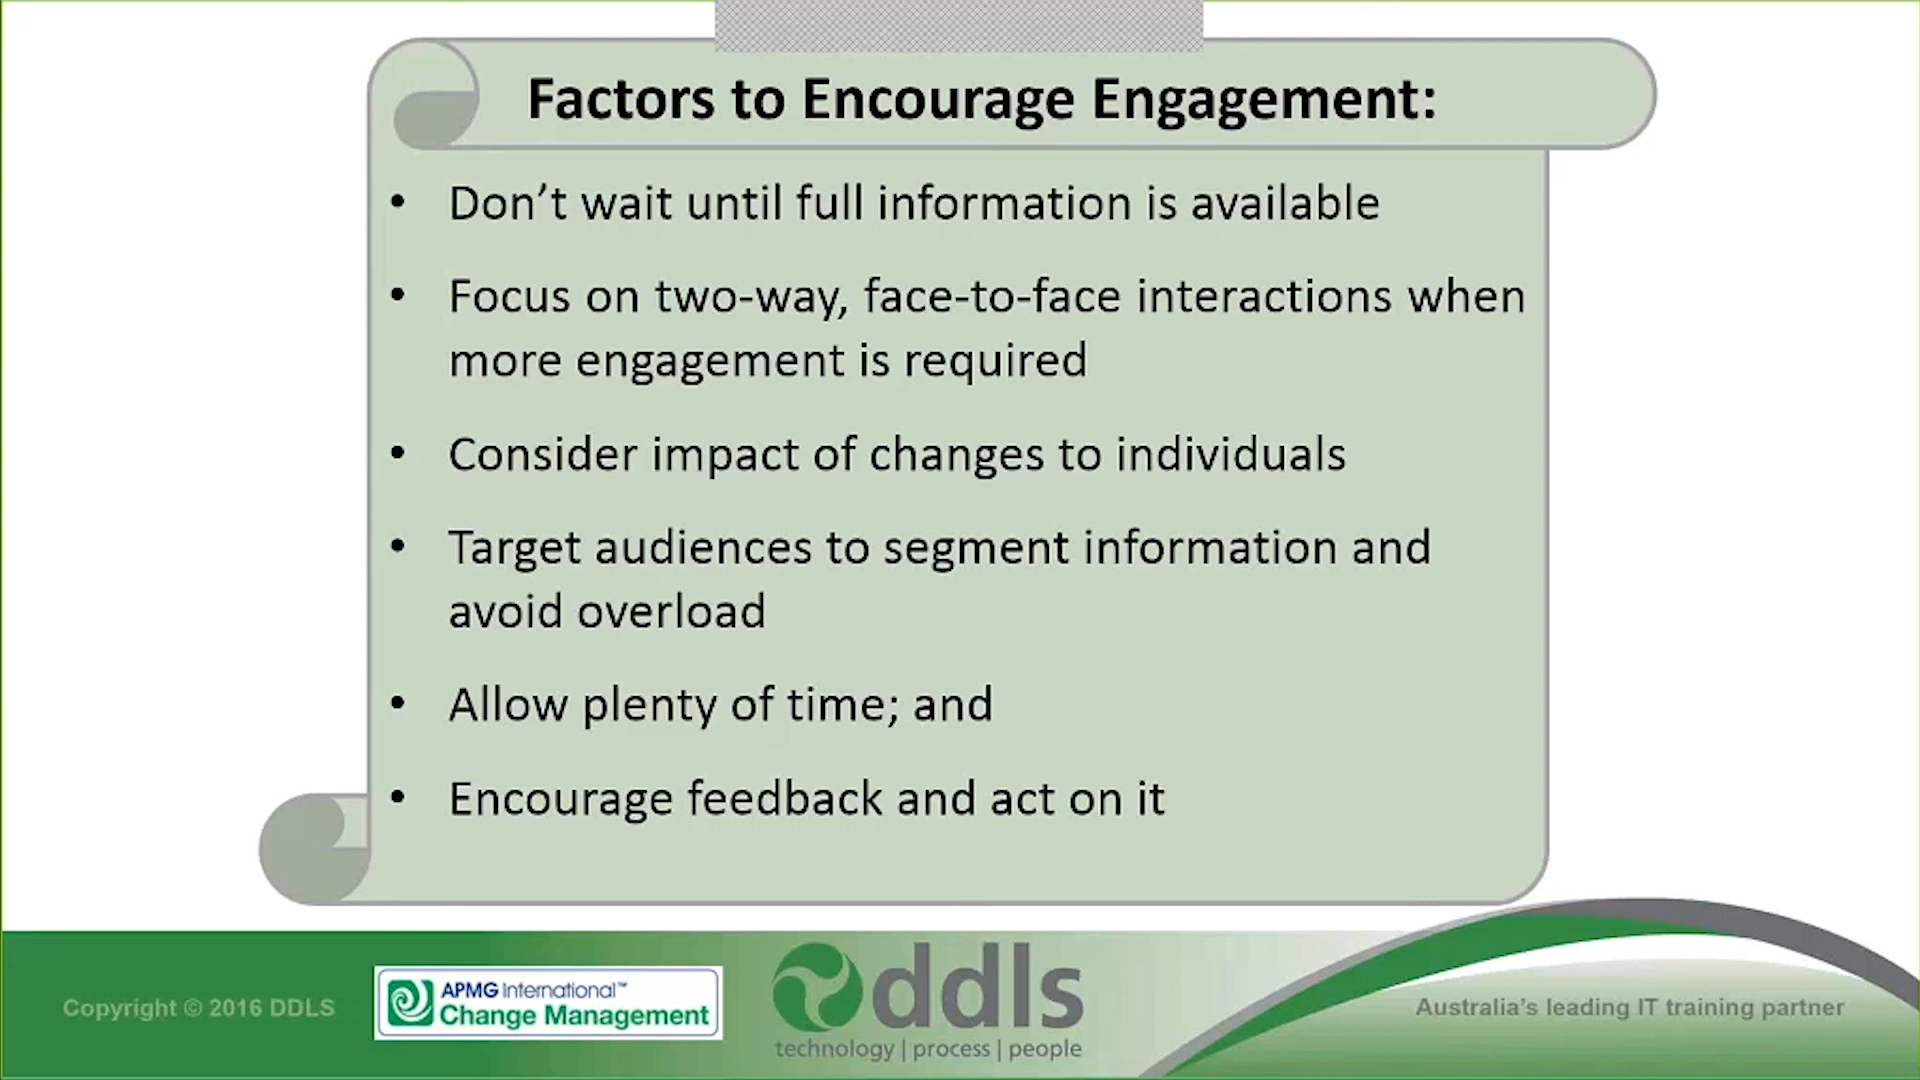 Factors to Encourage Engagement:
• Don’t wait until full information is available
• Focus on two-way, face-to-face interactions when
more engagement is required
• Consider impact of changes to individuals
• Target audiences to segment information and
avoid overload
• Allow plenty of time; and
• Encourage feedback and act on it
Copyright © 2016 DDLS
APMG International™
Change Management
ddls
technology | process | people
Australia’s leading IT training partner